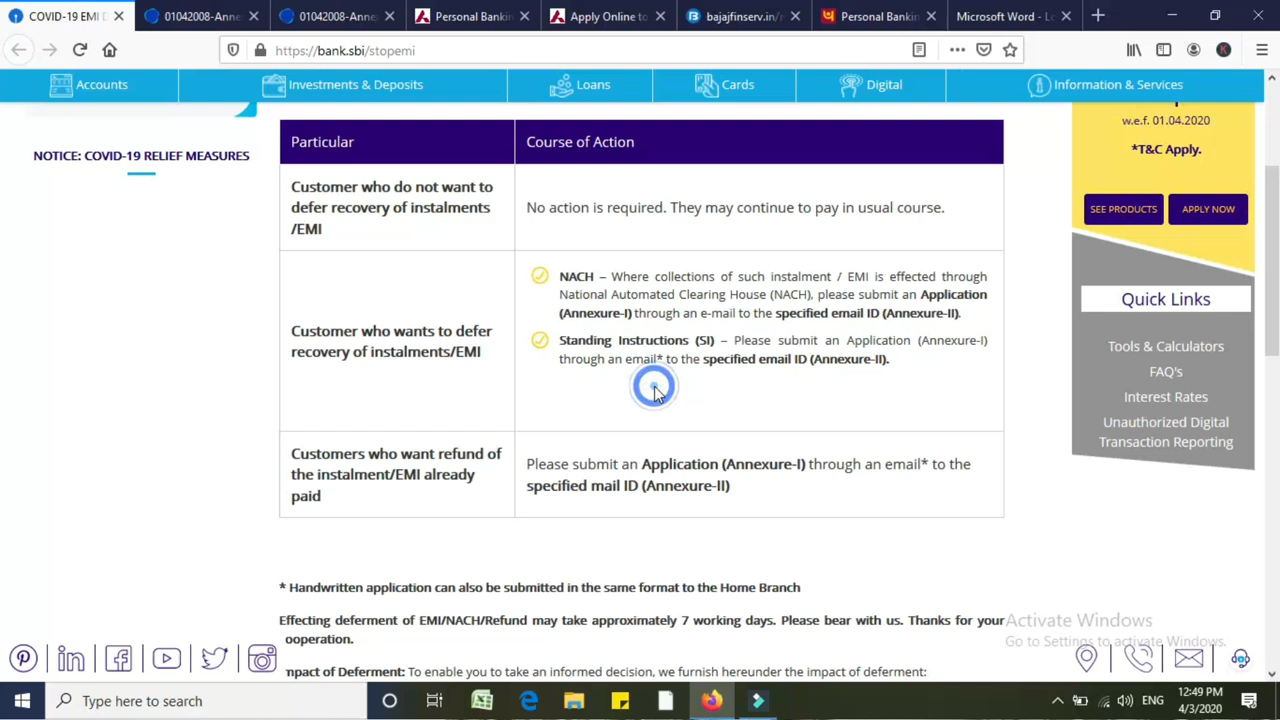 COVID-19 EMI D
01042008-Anne
01042008-Anne
Personal Bankin
Apply Online to
bajajfinserv.in/r
Personal Bankin
Microsoft Word - L
https://bank.sbi/stopemi
Accounts
Investments & Deposits
Loans
Cards
Digital
Information & Services
NOTICE: COVID-19 RELIEF MEASURES
Particular
Course of Action
Customer who do not want to
defer recovery of instalments
/EMI
No action is required. They may continue to pay in usual course.
Customer who wants to defer
recovery of instalments/EMI
NACH – Where collections of such instalment / EMI is effected through
National Automated Clearing House (NACH), please submit an Application
(Annexure-I) through an e-mail to the specified email ID (Annexure-II).
Standing Instructions (SI) – Please submit an Application (Annexure-I)
through an email* to the specified email ID (Annexure-II).
Customers who want refund of
the instalment/EMI already
paid
Please submit an Application (Annexure-I) through an email* to the
specified mail ID (Annexure-II)
* Handwritten application can also be submitted in the same format to the Home Branch
Effecting deferment of EMI/NACH/Refund may take approximately 7 working days. Please bear with us. Thanks for your
ooperation.
mpact of Deferment: To enable you to take an informed decision, we furnish hereunder the impact of deferment:
w.e.f. 01.04.2020
*T&C Apply.
SEE PRODUCTS
APPLY NOW
Quick Links
Tools & Calculators
FAQ's
Interest Rates
Unauthorized Digital
Transaction Reporting
Activate Windows
Go to Settings to activate Windows.
Type here to search
ENG
12:49 PM
4/3/2020